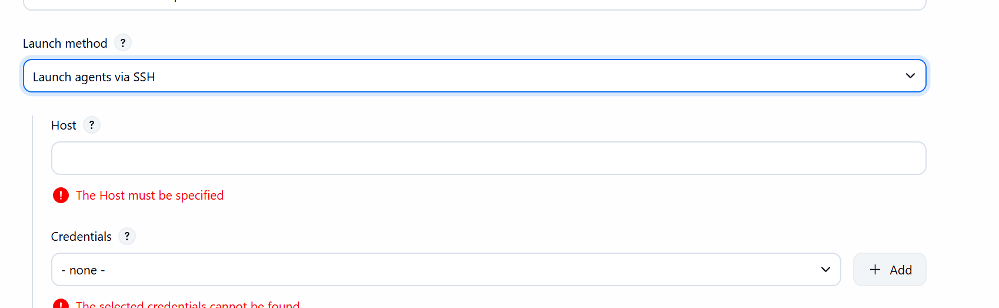 Launch method ?
Launch agents via SSH
Host ?
The Host must be specified
Credentials ?
- none -
+ Add
The selected credentials cannot be found